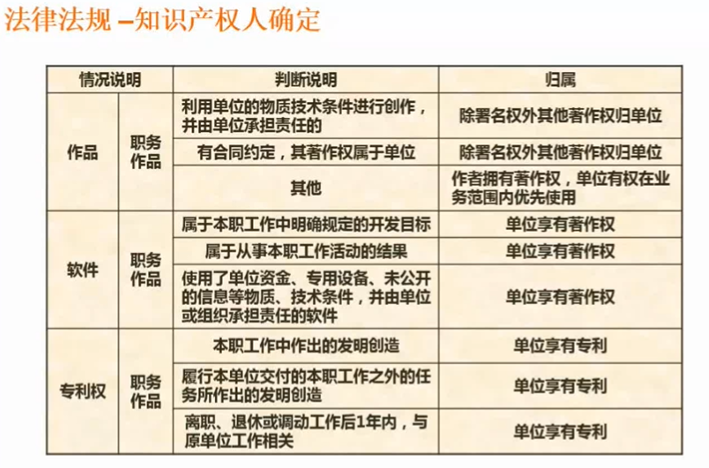 法律法规–知识产权人确定
情况说明
判断说明
归属
作品
职务
作品
利用单位的物质技术条件进行创作，
并由单位承担责任的
除署名权外其他著作权归单位
有合同约定，其著作权属于单位
除署名权外其他著作权归单位
其他
作者拥有著作权，单位有权在业
务范围内优先使用
软件
职务
作品
属于本职工作中明确规定的开发目标
单位享有著作权
属于从事本职工作活动的结果
单位享有著作权
使用了单位资金、专用设备、未公开
的信息等物质、技术条件，并由单位
或组织承担责任的软件
单位享有著作权
专利权
职务
作品
本职工作中作出的发明创造
单位享有专利
履行本单位交付的本职工作之外的任
务所作出的发明创造
单位享有专利
离职、退休或调动工作后1年内，与
原单位工作相关
单位享有专利